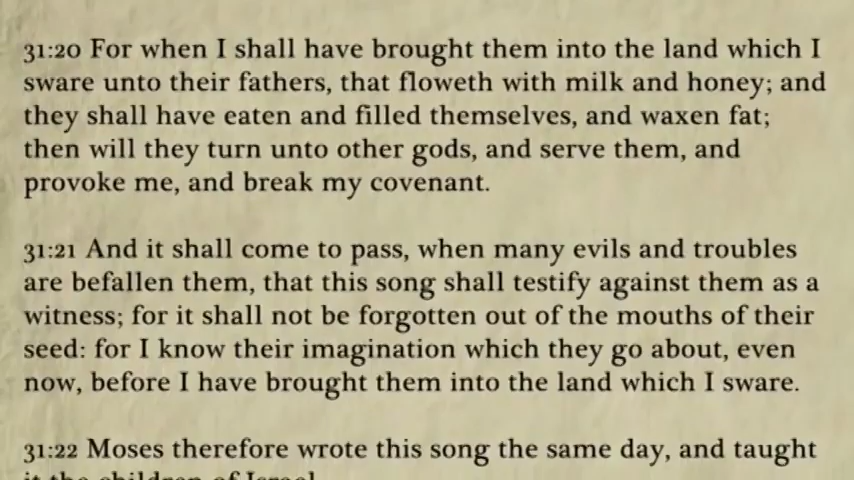 31:20 For when I shall have brought them into the land which I
sware unto their fathers, that floweth with milk and honey; and
they shall have eaten and filled themselves, and waxen fat;
then will they turn unto other gods, and serve them, and
provoke me, and break my covenant.
31:21 And it shall come to pass, when many evils and troubles
are befallen them, that this song shall testify against them as a
witness; for it shall not be forgotten out of the mouths of their
seed: for I know their imagination which they go about, even
now, before I have brought them into the land which I sware.
31:22 Moses therefore wrote this song the same day, and taught
it the children of Israel